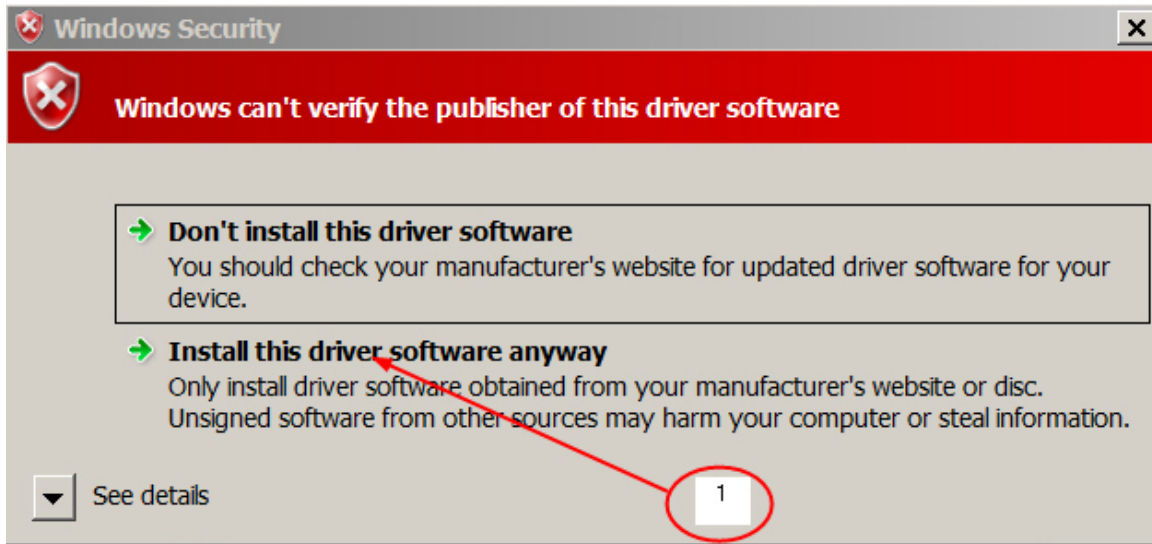 Windows Security
Windows can't verify the publisher of this driver software
Don't install this driver software
You should check your manufacturer's website for updated driver software for your
device.
Install this driver software anyway
Only install driver software obtained from your manufacturer's website or disc.
Unsigned software from other sources may harm your computer or steal information.
See details
1